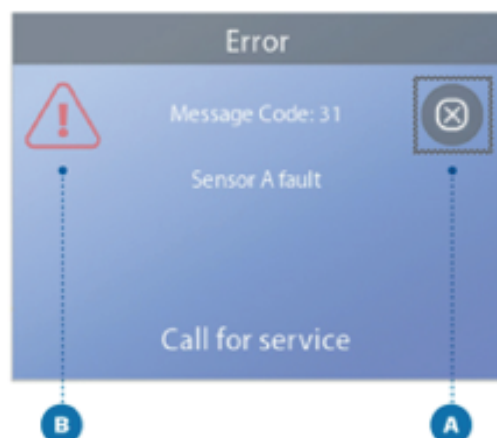 Error
Message Code: 31
Sensor A fault
Call for service
B
A